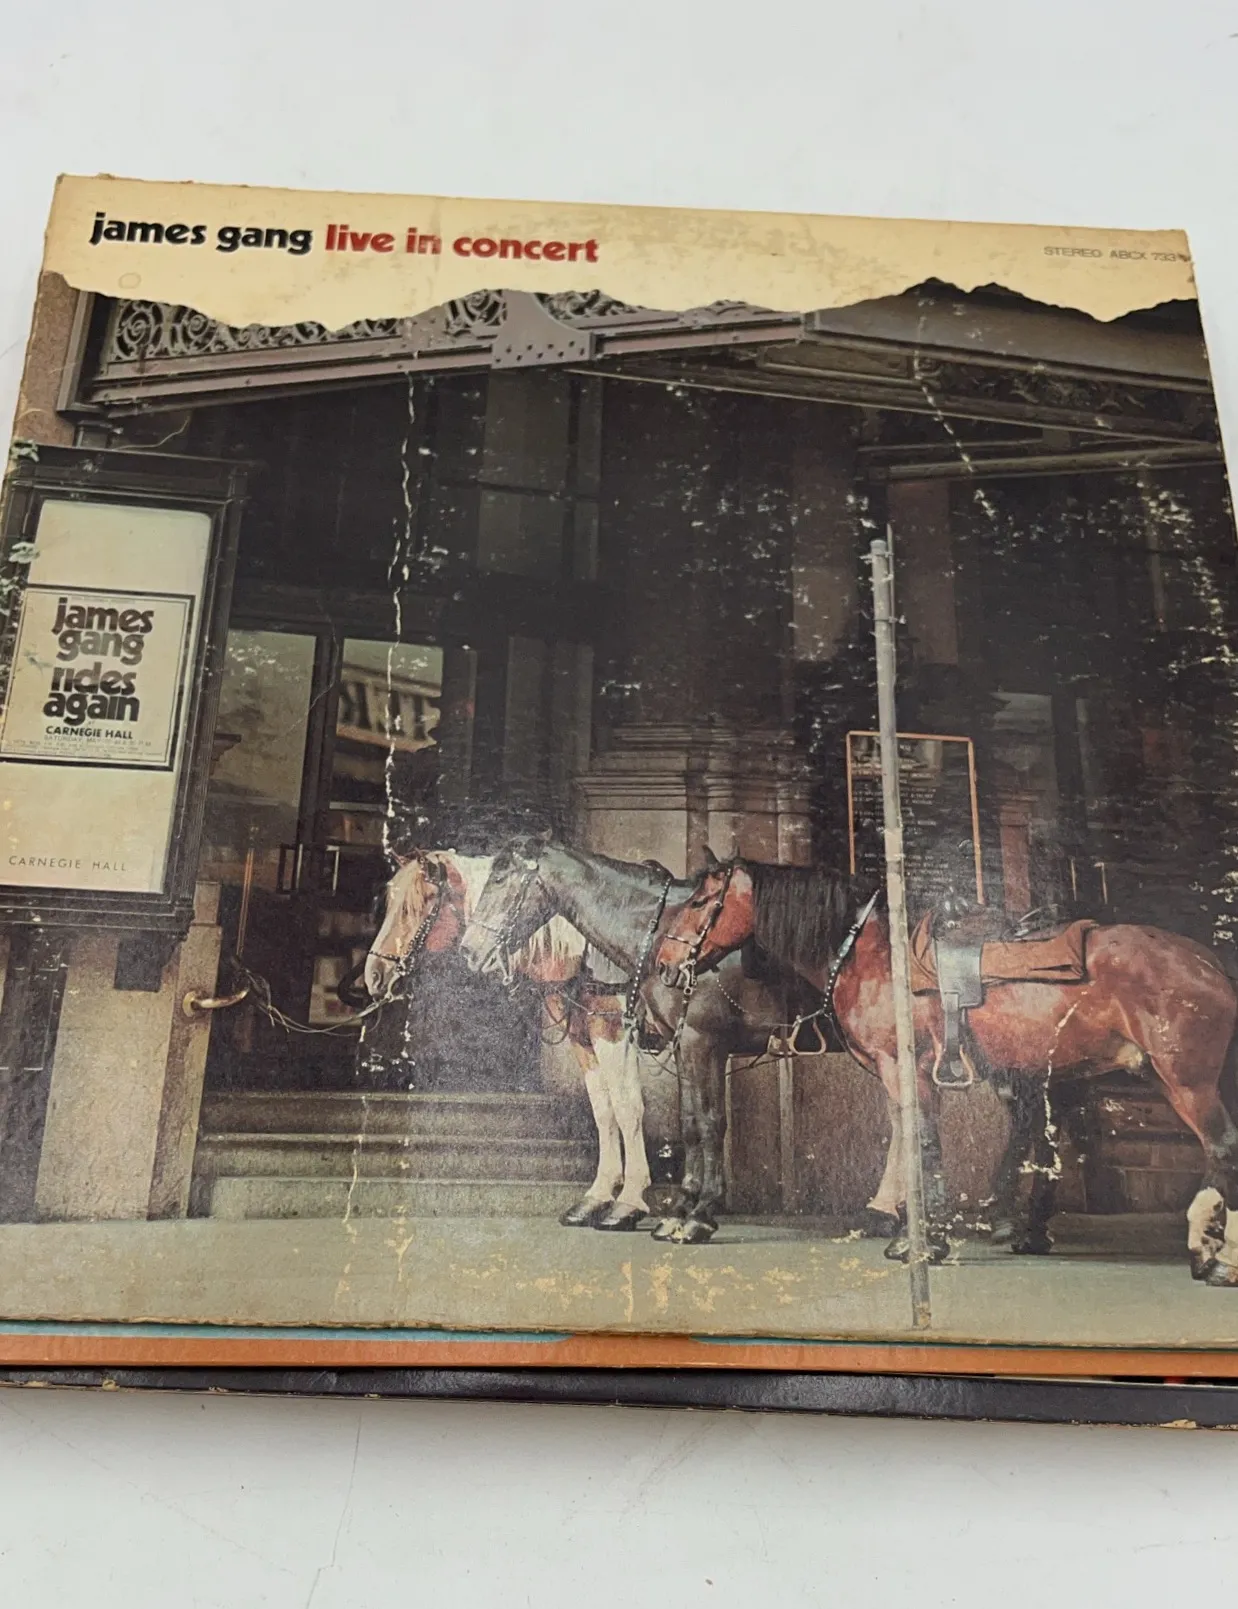 james gang live in concert
STEREO ABCX 733
james
gang
rides
again
CARNEGIE HALL
CARNEGIE HALL